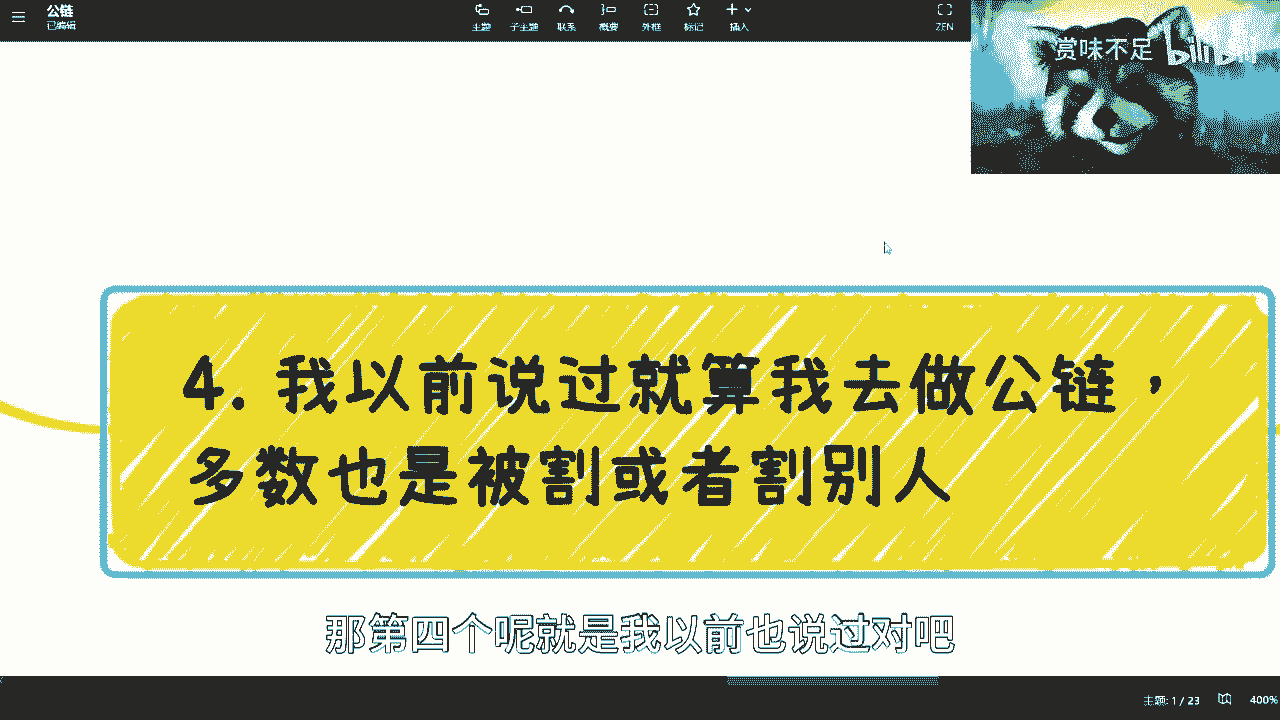 公链
已编辑
主题
子主题
联系
概要
外框
标记
插入
ZEN
赏味不足 bilibili
4. 我以前说过就算我去做公链，
多数也是被割或者割别人
那第四个呢就是我以前也说过对吧
主题: 1 / 23
400%